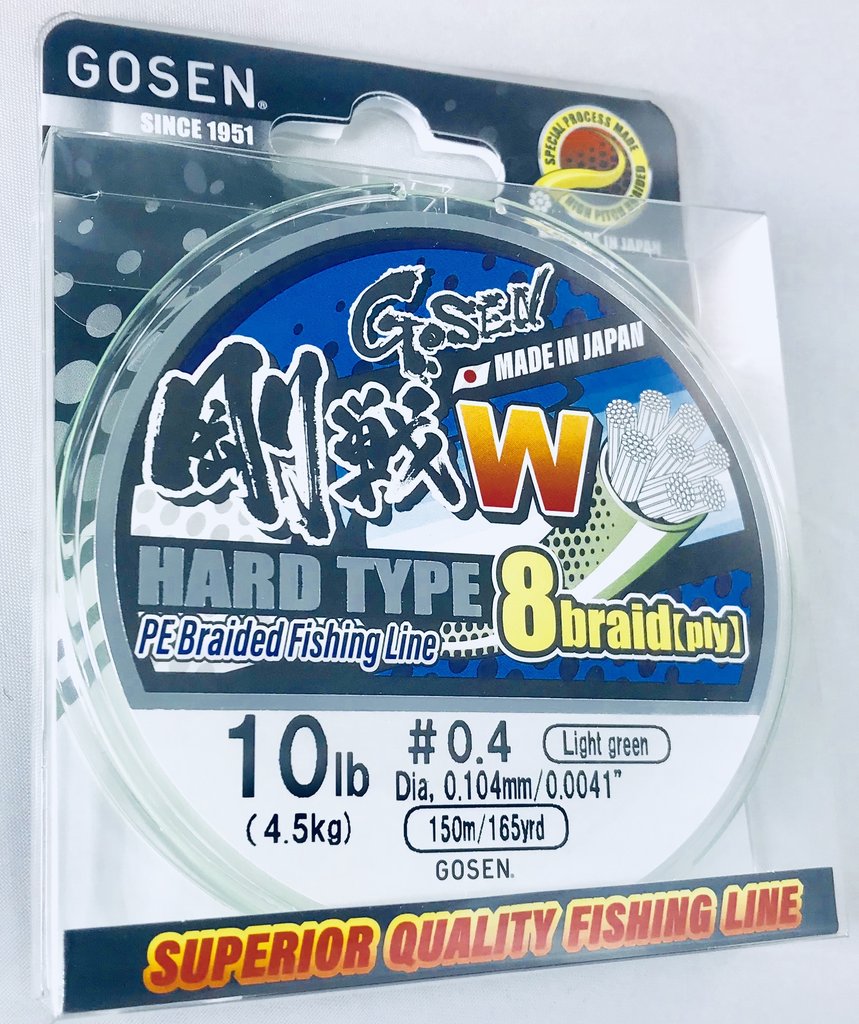 GOSEN®
SINCE 1951
SPECIAL PROCESS MADE
HIGH PITCH BRAIDED
MADE IN JAPAN
GOSEN
MADE IN JAPAN
剛戦W
HARD TYPE
PE Braided Fishing Line
8braid【ply】
10lb
(4.5kg)
#0.4
Light green
Dia, 0.104mm/0.0041"
150m/165yrd
GOSEN®
SUPERIOR QUALITY FISHING LINE